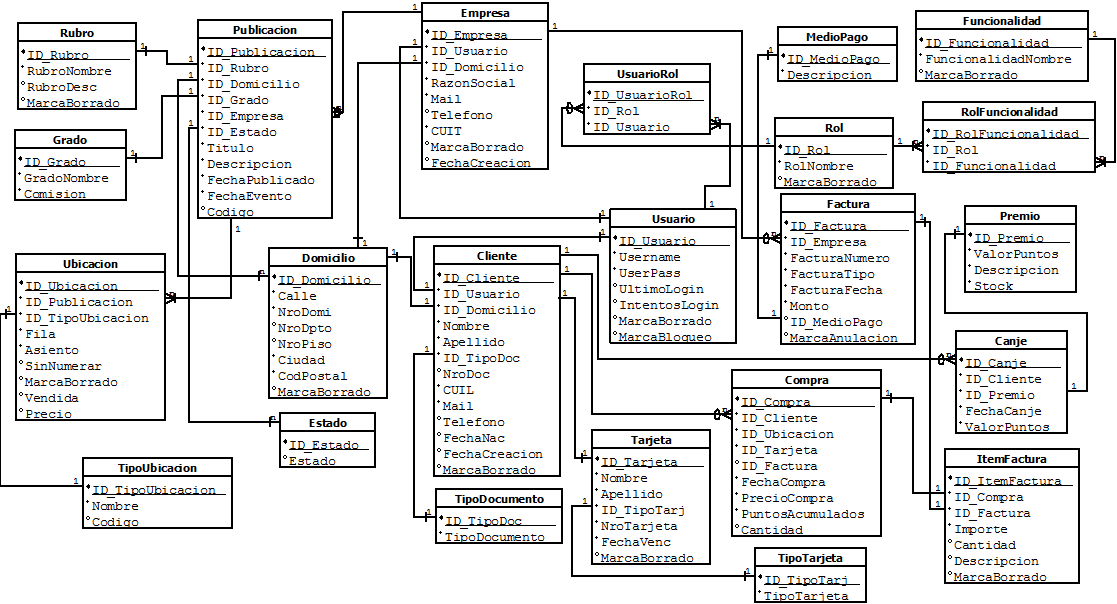 Rubro
ID_Rubro
RubroNombre
RubroDesc
MarcaBorrado
Grado
ID_Grado
GradoNombre
Comision
Publicacion
ID_Publicacion
ID_Rubro
ID_Domicilio
ID_Grado
ID_Empresa
ID_Estado
Titulo
Descripcion
FechaPublicado
FechaEvento
Codigo
Empresa
ID_Empresa
ID_Usuario
ID_Domicilio
RazonSocial
Mail
Telefono
CUIT
MarcaBorrado
FechaCreacion
UsuarioRol
ID_UsuarioRol
ID_Rol
ID_Usuario
MedioPago
ID_MedioPago
Descripcion
Funcionalidad
ID_Funcionalidad
FuncionalidadNombre
MarcaBorrado
Rol
ID_Rol
RolNombre
MarcaBorrado
RolFuncionalidad
ID_RolFuncionalidad
ID_Rol
ID_Funcionalidad
Ubicacion
ID_Ubicacion
ID_Publicacion
ID_TipoUbicacion
Fila
Asiento
SinNumerar
MarcaBorrado
Vendida
Precio
Domicilio
ID_Domicilio
Calle
NroDomi
NroDpto
NroPiso
Ciudad
CodPostal
MarcaBorrado
Cliente
ID_Cliente
ID_Usuario
ID_Domicilio
Nombre
Apellido
ID_TipoDoc
NroDoc
CUIL
Mail
Telefono
FechaNac
FechaCreacion
MarcaBorrado
Usuario
ID_Usuario
Username
UserPass
UltimoLogin
IntentosLogin
MarcaBorrado
MarcaBloqueo
Factura
ID_Factura
ID_Empresa
FacturaNumero
FacturaTipo
FacturaFecha
Monto
ID_MedioPago
MarcaAnulacion
Premio
ID_Premio
ValorPuntos
Descripcion
Stock
Canje
ID_Canje
ID_Cliente
ID_Premio
FechaCanje
ValorPuntos
Estado
ID_Estado
Estado
TipoUbicacion
ID_TipoUbicacion
Nombre
Codigo
TipoDocumento
ID_TipoDoc
TipoDocumento
Tarjeta
ID_Tarjeta
Nombre
Apellido
ID_TipoTarj
NroTarjeta
FechaVenc
MarcaBorrado
Compra
ID_Compra
ID_Cliente
ID_Ubicacion
ID_Tarjeta
ID_Factura
FechaCompra
PrecioCompra
PuntosAcumulados
Cantidad
ItemFactura
ID_ItemFactura
ID_Compra
ID_Factura
Importe
Cantidad
Descripcion
MarcaBorrado
TipoTarjeta
ID_TipoTarj
TipoTarjeta